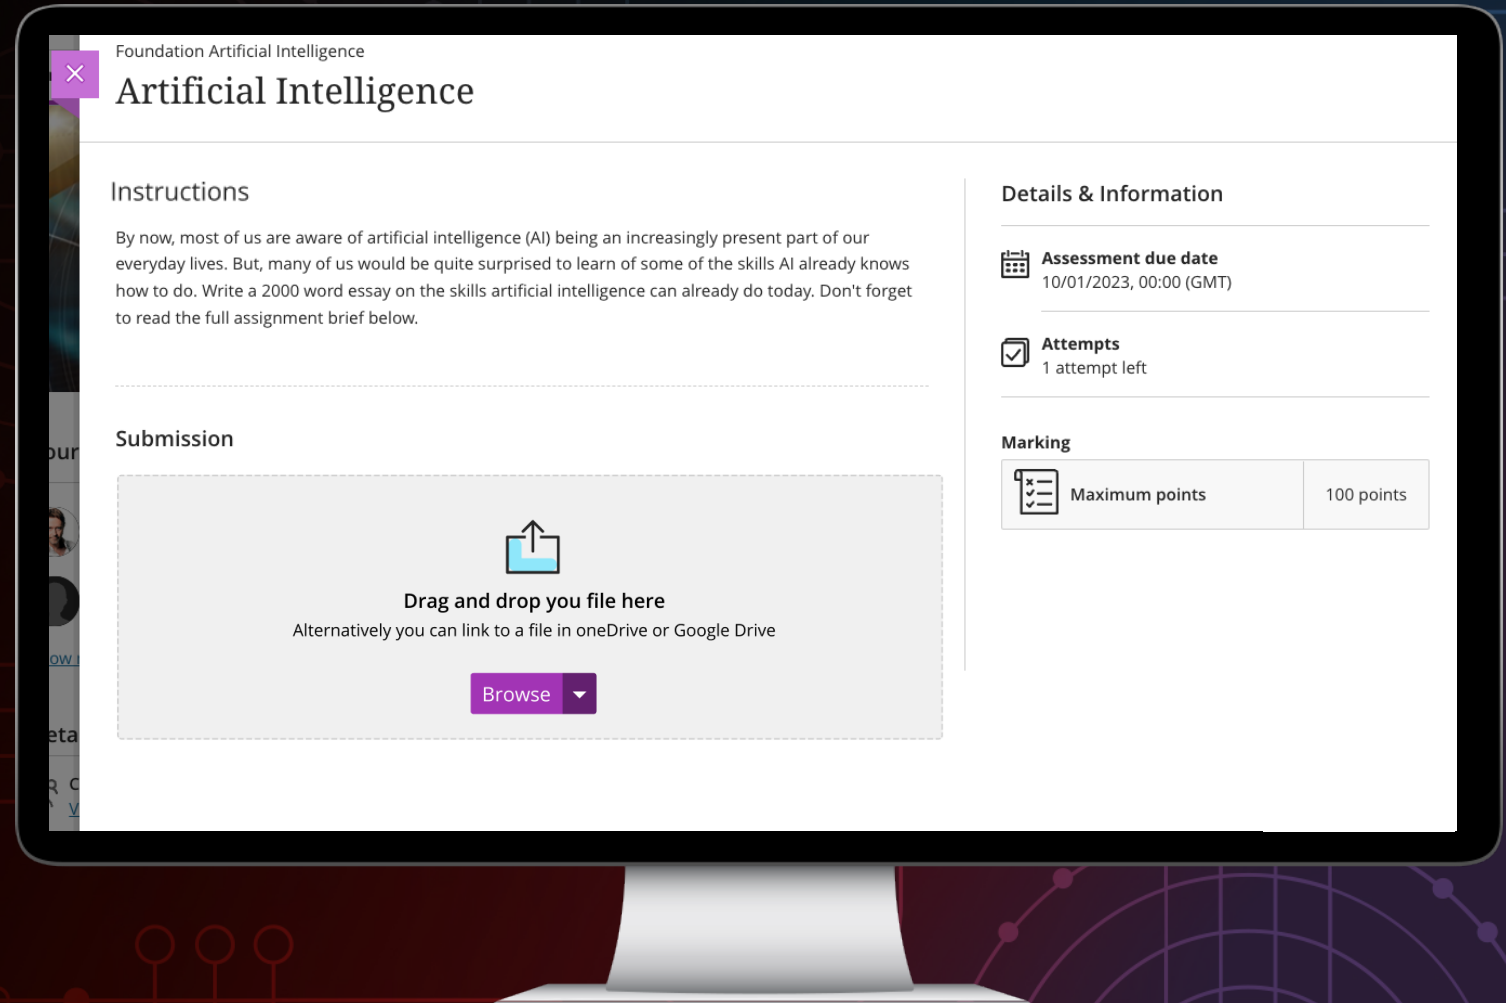 Foundation Artificial Intelligence
Artificial Intelligence
Instructions
By now, most of us are aware of artificial intelligence (AI) being an increasingly present part of our
everyday lives. But, many of us would be quite surprised to learn of some of the skills AI already knows
how to do. Write a 2000 word essay on the skills artificial intelligence can already do today. Don't forget
to read the full assignment brief below.
Submission
Drag and drop you file here
Alternatively you can link to a file in oneDrive or Google Drive
Browse
Details & Information
Assessment due date
10/01/2023, 00:00 (GMT)
Attempts
1 attempt left
Marking
Maximum points
100 points